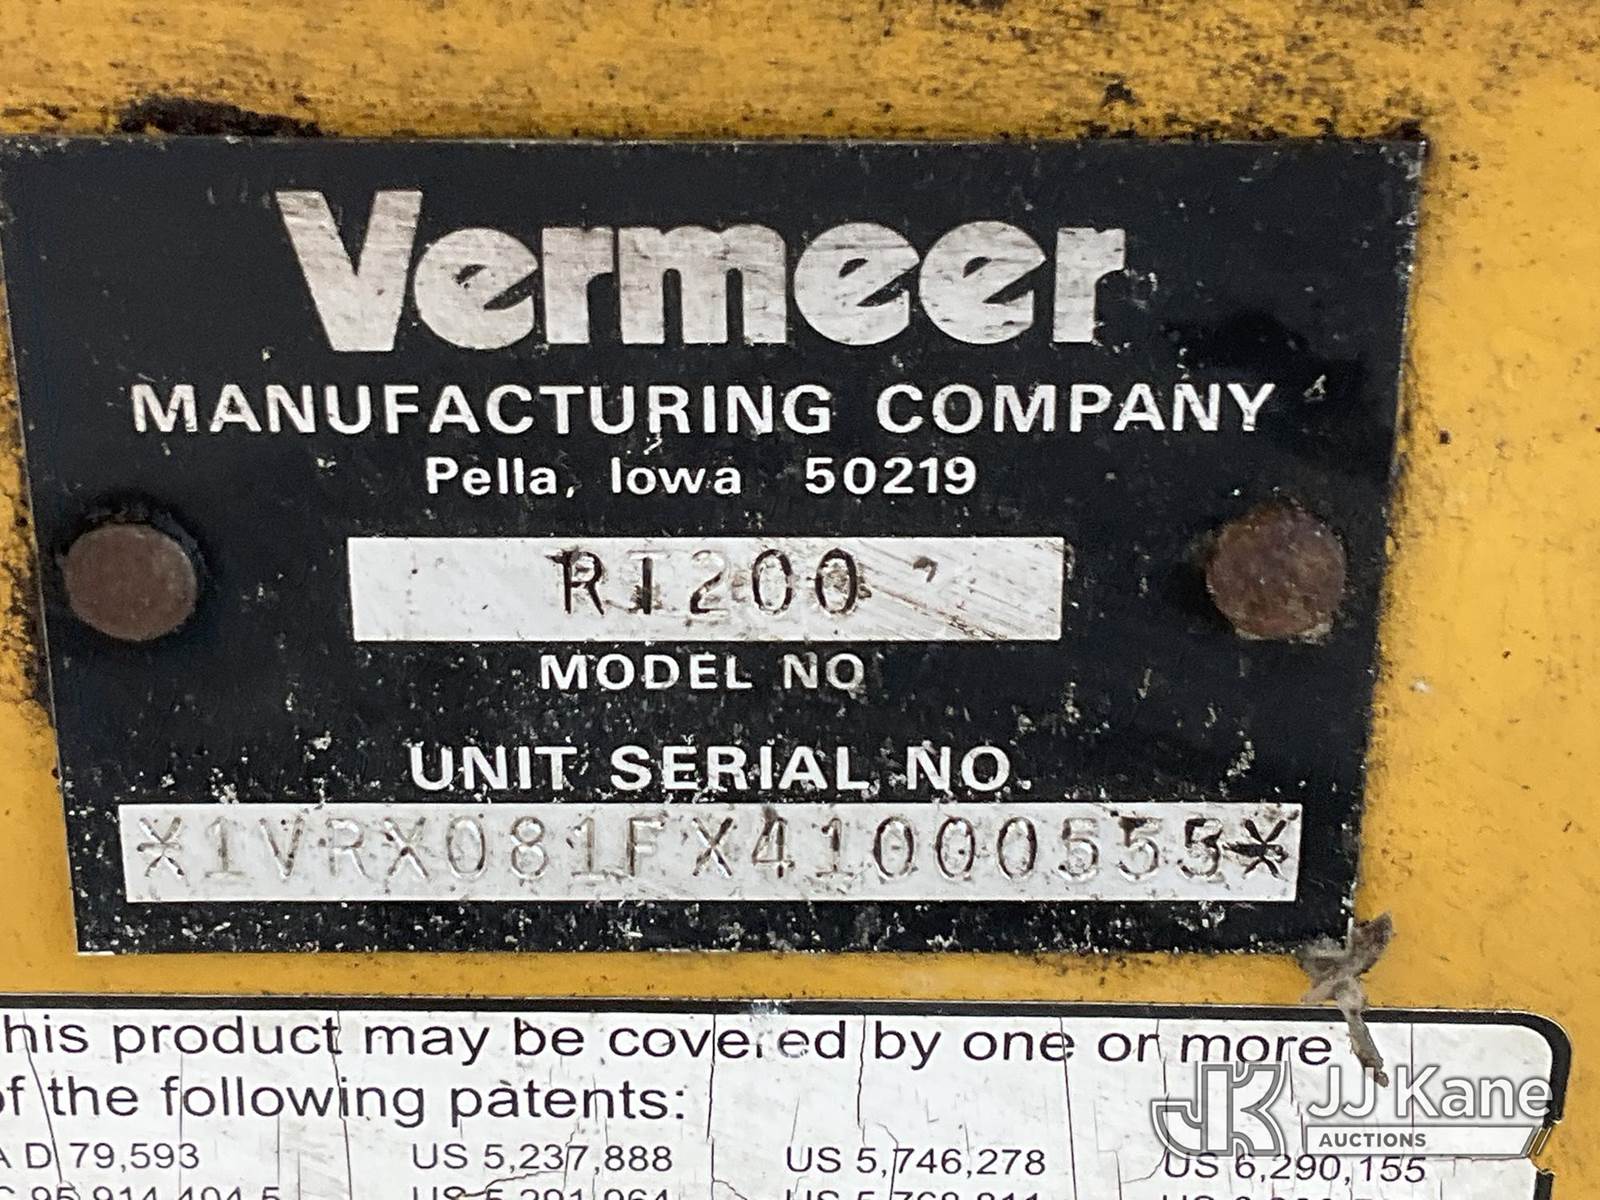 Vermeer
MANUFACTURING COMPANY
Pella, Iowa 50219
RT200
MODEL NO
UNIT SERIAL NO.
*1VRX081FX41000555*
his product may be covered by one or more
of the following patents:
A D 79,593 US 5,237,888 US 5,746,278 US 6,290,155
JJ Kane
AUCTIONS